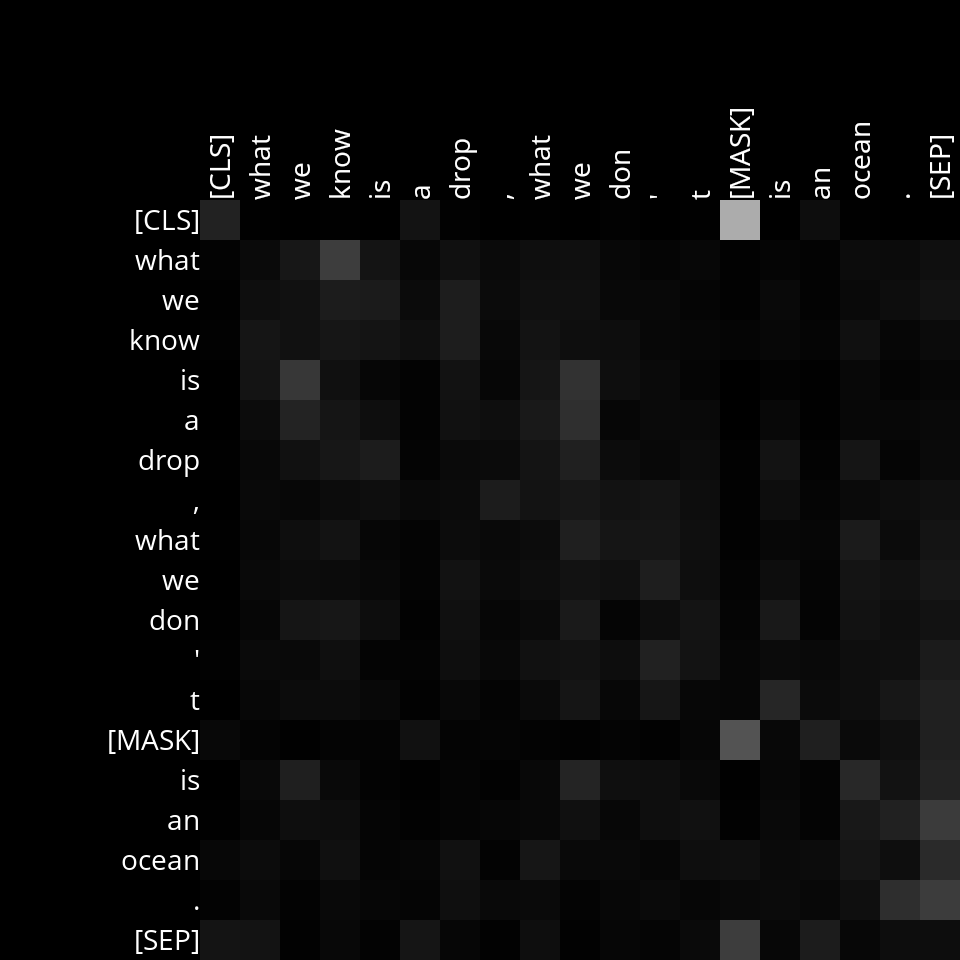 [CLS] what we know is a drop , what we don ' t [MASK] is an ocean . [SEP]
[CLS]
what
we
know
is
a
drop
,
what
we
don
'
t
[MASK]
is
an
ocean
.
[SEP]